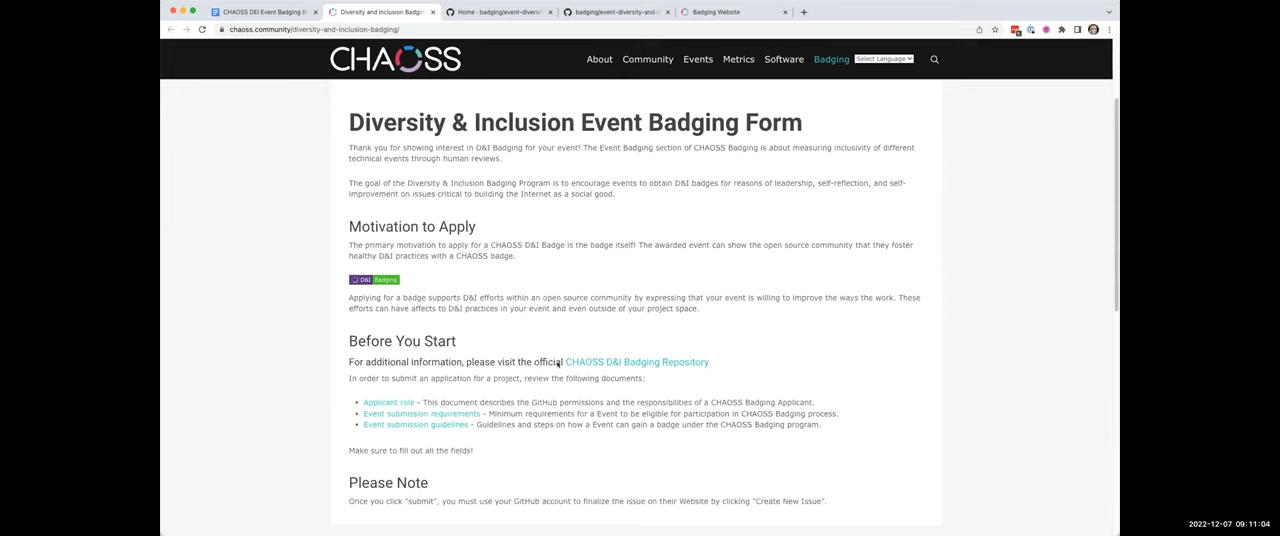 CHAOSS DEI Event Badging B
Diversity and Inclusion Badging
Home · badging/event-diversi
badging/event-diversity-and-
Badging Website
chaoss.community/diversity-and-inclusion-badging/
CHAOSS
About Community Events Metrics Software Badging Select Language
Diversity & Inclusion Event Badging Form
Thank you for showing interest in D&I Badging for your event! The Event Badging section of CHAOSS Badging is about measuring inclusivity of different
technical events through human reviews.
The goal of the Diversity & Inclusion Badging Program is to encourage events to obtain D&I badges for reasons of leadership, self-reflection, and self-
improvement on issues critical to building the Internet as a social good.
Motivation to Apply
The primary motivation to apply for a CHAOSS D&I Badge is the badge itself! The awarded event can show the open source community that they foster
healthy D&I practices with a CHAOSS badge.
D&I Badging
Applying for a badge supports D&I efforts within an open source community by expressing that your event is willing to improve the ways the work. These
efforts can have affects to D&I practices in your event and even outside of your project space.
Before You Start
For additional information, please visit the official CHAOSS D&I Badging Repository
In order to submit an application for a project, review the following documents:
• Applicant role - This document describes the GitHub permissions and the responsibilities of a CHAOSS Badging Applicant.
• Event submission requirements - Minimum requirements for a Event to be eligible for participation in CHAOSS Badging process.
• Event submission guidelines - Guidelines and steps on how a Event can gain a badge under the CHAOSS Badging program.
Make sure to fill out all the fields!
Please Note
Once you click "submit", you must use your GitHub account to finalize the issue on their Website by clicking "Create New Issue".
2022-12-07 09:11:04